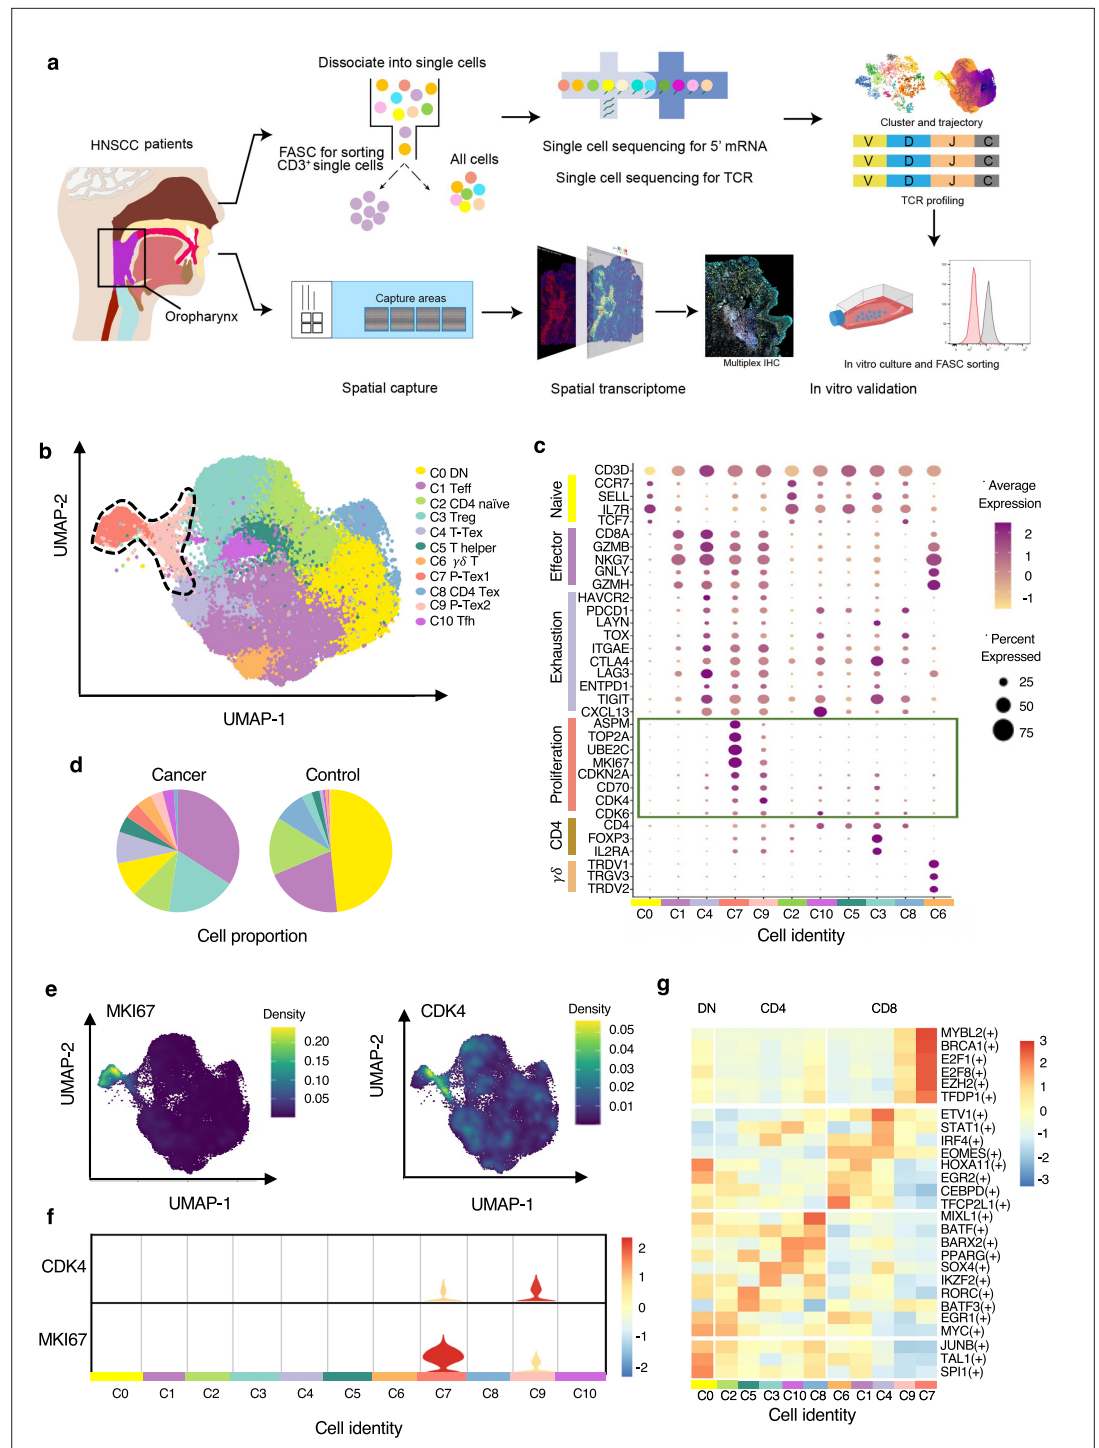 a
Dissociate into single cells
HNSCC patients
FASC for sorting
CD3+ single cells
All cells
Single cell sequencing for 5' mRNA
Single cell sequencing for TCR
Cluster and trajectory
V D J C
V D J C
V D J C
TCR profiling
Oropharynx
Capture areas
Spatial capture
Spatial transcriptome
Multiplex IHC
In vitro culture and FASC sorting
In vitro validation
b
UMAP-2
UMAP-1
C0 DN
C1 Teff
C2 CD4 naïve
C3 Treg
C4 T-Tex
C5 T helper
C6 γδ T
C7 P-Tex1
C8 CD4 Tex
C9 P-Tex2
C10 Tfh
c
Naive
Effector
Exhaustion
Proliferation
CD4
γδ
CD3D
CCR7
SELL
IL7R
TCF7
CD8A
GZMB
NKG7
GNLY
GZMH
HAVCR2
PDCD1
LAYN
TOX
ITGAE
CTLA4
LAG3
ENTPD1
TIGIT
CXCL13
ASPM
TOP2A
UBE2C
MKI67
CDKN2A
CD70
CDK4
CDK6
CD4
FOXP3
IL2RA
TRDV1
TRGV3
TRDV2
C0 C1 C4 C7 C9 C2 C10 C5 C3 C8 C6
Cell identity
Average
Expression
2
1
0
-1
Percent
Expressed
25
50
75
d
Cancer
Control
Cell proportion
e
MKI67
UMAP-2
UMAP-1
Density
0.20
0.15
0.10
0.05
CDK4
UMAP-2
UMAP-1
Density
0.05
0.04
0.03
0.02
0.01
f
CDK4
MKI67
C0 C1 C2 C3 C4 C5 C6 C7 C8 C9 C10
Cell identity
2
1
0
-1
-2
g
DN CD4 CD8
MYBL2(+)
BRCA1(+)
E2F1(+)
E2F8(+)
EZH2(+)
TFDP1(+)
ETV1(+)
STAT1(+)
IRF4(+)
EOMES(+)
HOXA11(+)
EGR2(+)
CEBPD(+)
TFCP2L1(+)
MIXL1(+)
BATF(+)
BARX2(+)
PPARG(+)
SOX4(+)
IKZF2(+)
RORC(+)
BATF3(+)
EGR1(+)
MYC(+)
JUNB(+)
TAL1(+)
SPI1(+)
C0 C2 C5 C3 C10 C8 C6 C1 C4 C9 C7
Cell identity
3
2
1
0
-1
-2
-3